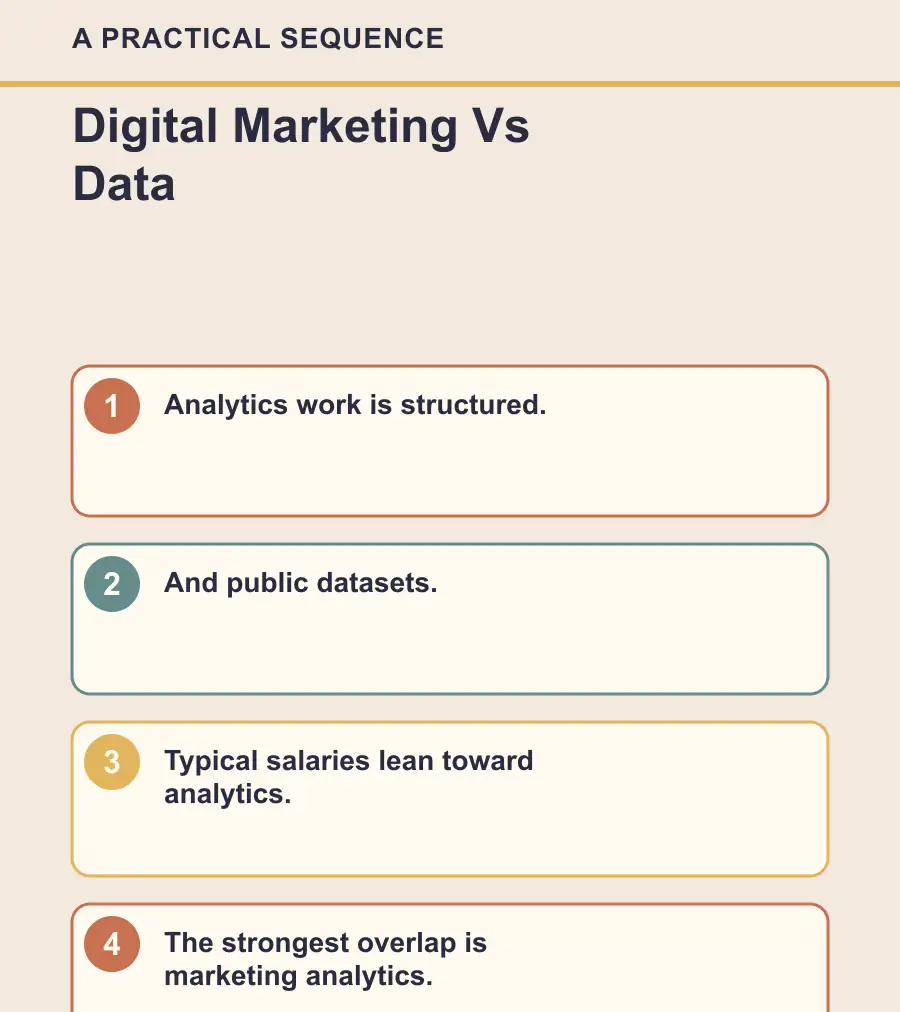 A PRACTICAL SEQUENCE
Digital Marketing Vs
Data
1
Analytics work is structured.
2
And public datasets.
3
Typical salaries lean toward
analytics.
4
The strongest overlap is
marketing analytics.